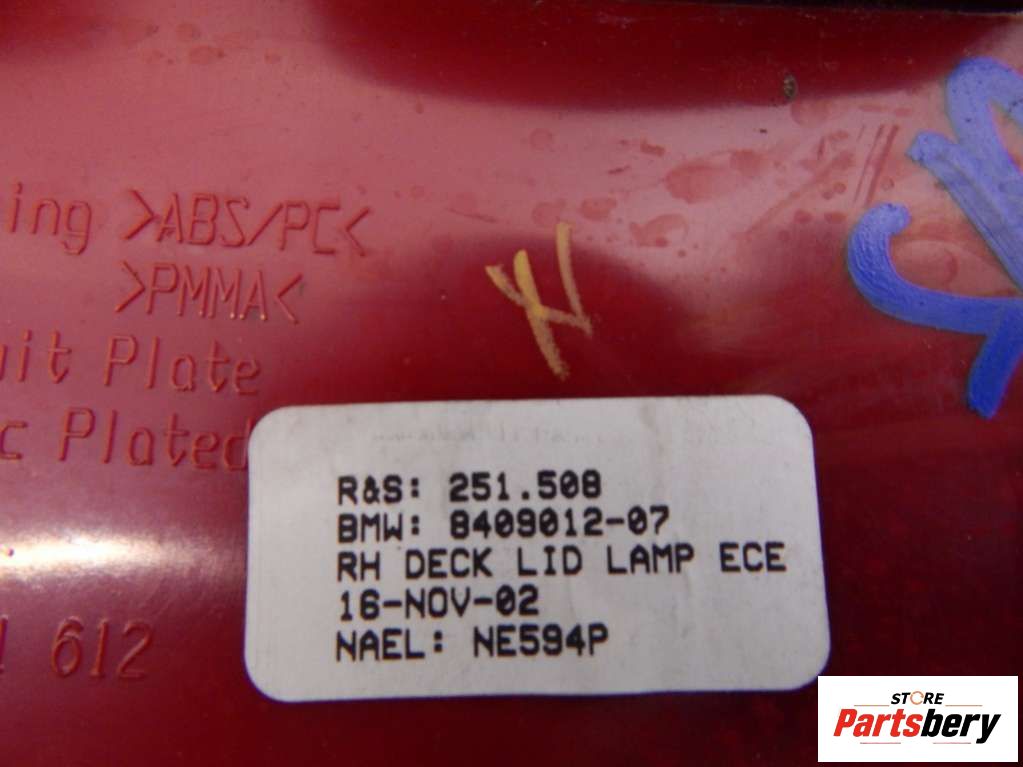 ing >ABS/PC<
>PMMA<
uit Plate
c Plated
R&S: 251.508
BMW: 8409012-07
RH DECK LID LAMP ECE
16-NOV-02
NAEL: NE594P
612
STORE
Partsbery